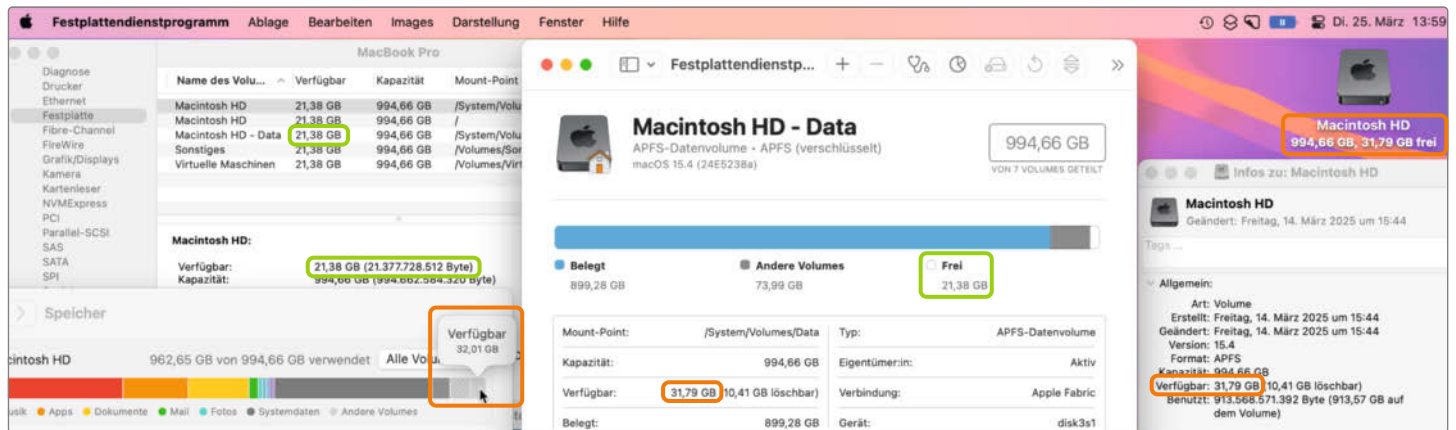 Festplattendienstprogramm Ablage Bearbeiten Images Darstellung Fenster Hilfe
Di. 25. März 13:59
MacBook Pro
Diagnose
Drucker
Ethernet
Festplatte
Fibre-Channel
FireWire
Grafik/Displays
Kamera
Kartenleser
NVMExpress
PCI
Parallel-SCSI
SAS
SATA
SPI
Name des Volu... Verfügbar Kapazität Mount-Point
Macintosh HD 21,38 GB 994,66 GB /System/Volu
Macintosh HD 21,38 GB 994,66 GB /
Macintosh HD - Data 21,38 GB 994,66 GB /System/Volu
Sonstiges 21,38 GB 994,66 GB /Volumes/Son
Virtuelle Maschinen 21,38 GB 994,66 GB /Volumes/Virt
Macintosh HD:
Verfügbar: 21,38 GB (21.377.728.512 Byte)
Kapazität: 994,66 GB (994.662.584.320 Byte)
Speicher
cintosh HD 962,65 GB von 994,66 GB verwendet Alle Volu
Verfügbar
32,01 GB
usik Apps Dokumente Mail Fotos Systemdaten Andere Volumes
Festplattendienstp...
Macintosh HD - Data
APFS-Datenvolume • APFS (verschlüsselt)
macOS 15.4 (24E5238a)
994,66 GB
VON 7 VOLUMES GETEILT
Belegt
899,28 GB
Andere Volumes
73,99 GB
Frei
21,38 GB
Mount-Point: /System/Volumes/Data Typ: APFS-Datenvolume
Kapazität: 994,66 GB Eigentümer:in: Aktiv
Verfügbar: 31,79 GB (10,41 GB löschbar) Verbindung: Apple Fabric
Belegt: 899,28 GB Gerät: disk3s1
Macintosh HD
994,66 GB, 31,79 GB frei
Infos zu: Macintosh HD
Macintosh HD
Geändert: Freitag, 14. März 2025 um 15:44
Tags ...
Allgemein:
Art: Volume
Erstellt: Freitag, 14. März 2025 um 15:44
Geändert: Freitag, 14. März 2025 um 15:44
Version: 15.4
Format: APFS
Kapazität: 994,66 GB
Verfügbar: 31,79 GB (10,41 GB löschbar)
Benutzt: 913.568.571.392 Byte (913,57 GB auf
dem Volume)